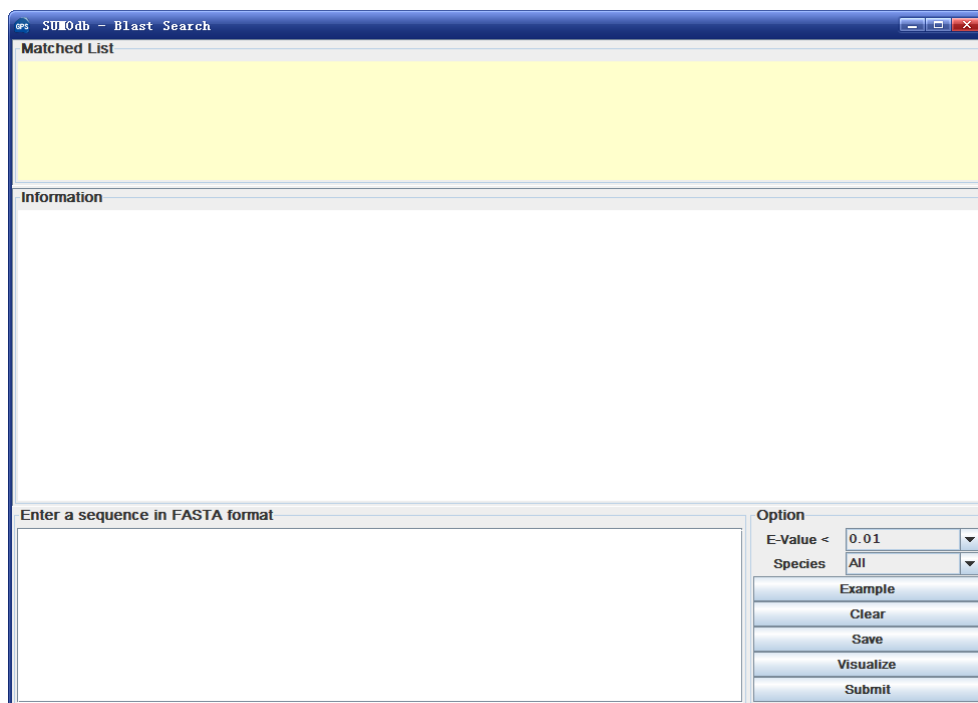 GPS SUMOdb - Blast Search
Matched List
Information
Enter a sequence in FASTA format
Option
E-Value < 0.01
Species All
Example
Clear
Save
Visualize
Submit